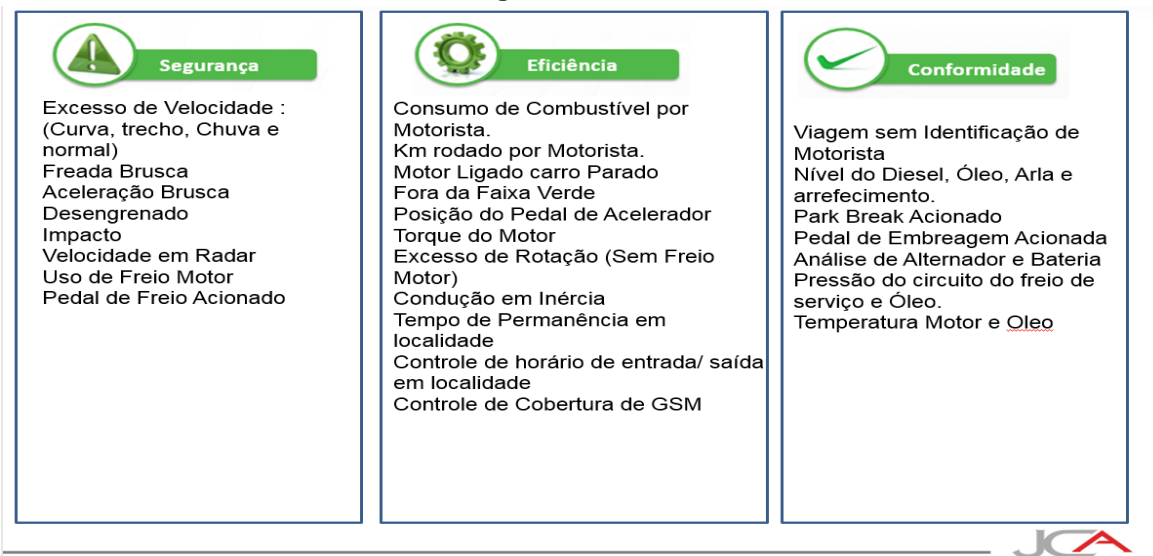 Segurança
Excesso de Velocidade :
(Curva, trecho, Chuva e
normal)
Freada Brusca
Aceleração Brusca
Desengrenado
Impacto
Velocidade em Radar
Uso de Freio Motor
Pedal de Freio Acionado
Eficiência
Consumo de Combustível por
Motorista.
Km rodado por Motorista.
Motor Ligado carro Parado
Fora da Faixa Verde
Posição do Pedal de Acelerador
Torque do Motor
Excesso de Rotação (Sem Freio
Motor)
Condução em Inércia
Tempo de Permanência em
localidade
Controle de horário de entrada/ saída
em localidade
Controle de Cobertura de GSM
Conformidade
Viagem sem Identificação de
Motorista
Nível do Diesel, Óleo, Arla e
arrefecimento.
Park Break Acionado
Pedal de Embreagem Acionada
Análise de Alternador e Bateria
Pressão do circuito do freio de
serviço e Óleo.
Temperatura Motor e Oleo
JCA